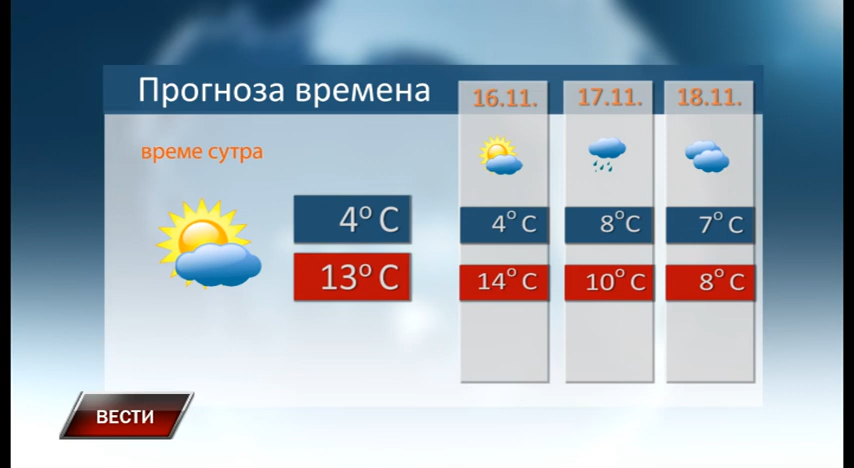 Прогноза времена
време сутра
4° C
13° C
16.11.
4° C
14° C
17.11.
8°C
10° C
18.11.
7° C
8° C
ВЕСТИ